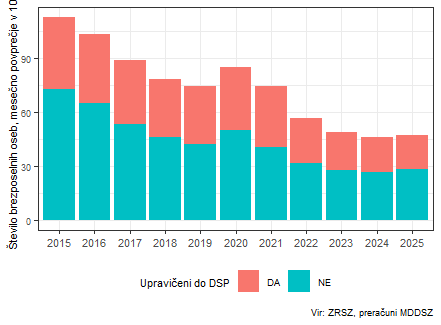 Število brezposelnih oseb, mesečno povprečje v 10
90
60
30
0
2015 2016 2017 2018 2019 2020 2021 2022 2023 2024 2025
Upravičeni do DSP DA NE
Vir: ZRSZ, preračuni MDDSZ